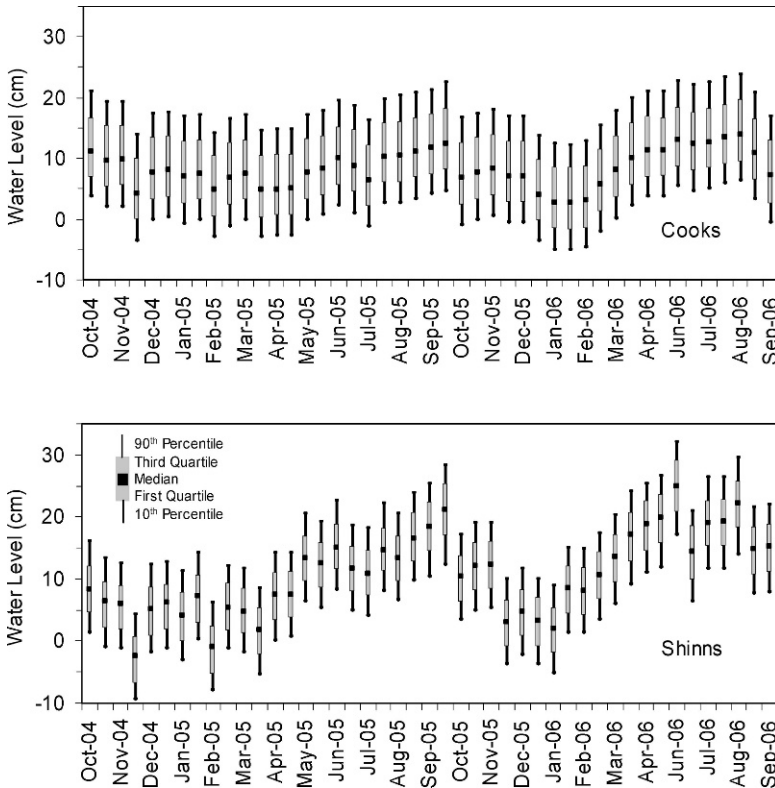 35
30
20
10
0
-10
Water Level (cm)
Cooks
Oct-04
Nov-04
Dec-04
Jan-05
Feb-05
Mar-05
Apr-05
May-05
Jun-05
Jul-05
Aug-05
Sep-05
Oct-05
Nov-05
Dec-05
Jan-06
Feb-06
Mar-06
Apr-06
Jun-06
Jul-06
Aug-06
Sep-06
35
30
20
10
0
-10
Water Level (cm)
90th Percentile
Third Quartile
Median
First Quartile
10th Percentile
Shinns
Oct-04
Nov-04
Dec-04
Jan-05
Feb-05
Mar-05
Apr-05
May-05
Jun-05
Jul-05
Aug-05
Sep-05
Oct-05
Nov-05
Dec-05
Jan-06
Feb-06
Mar-06
Apr-06
Jun-06
Jul-06
Aug-06
Sep-06